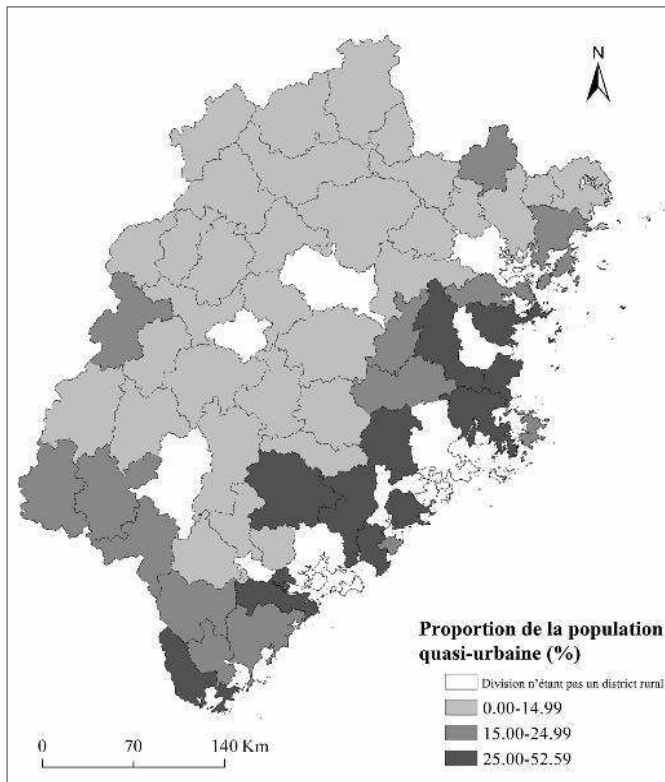 N
Proportion de la population
quasi-urbaine (%)
Division n'étant pas un district rural
0.00-14.99
15.00-24.99
25.00-52.59
0 70 140 Km